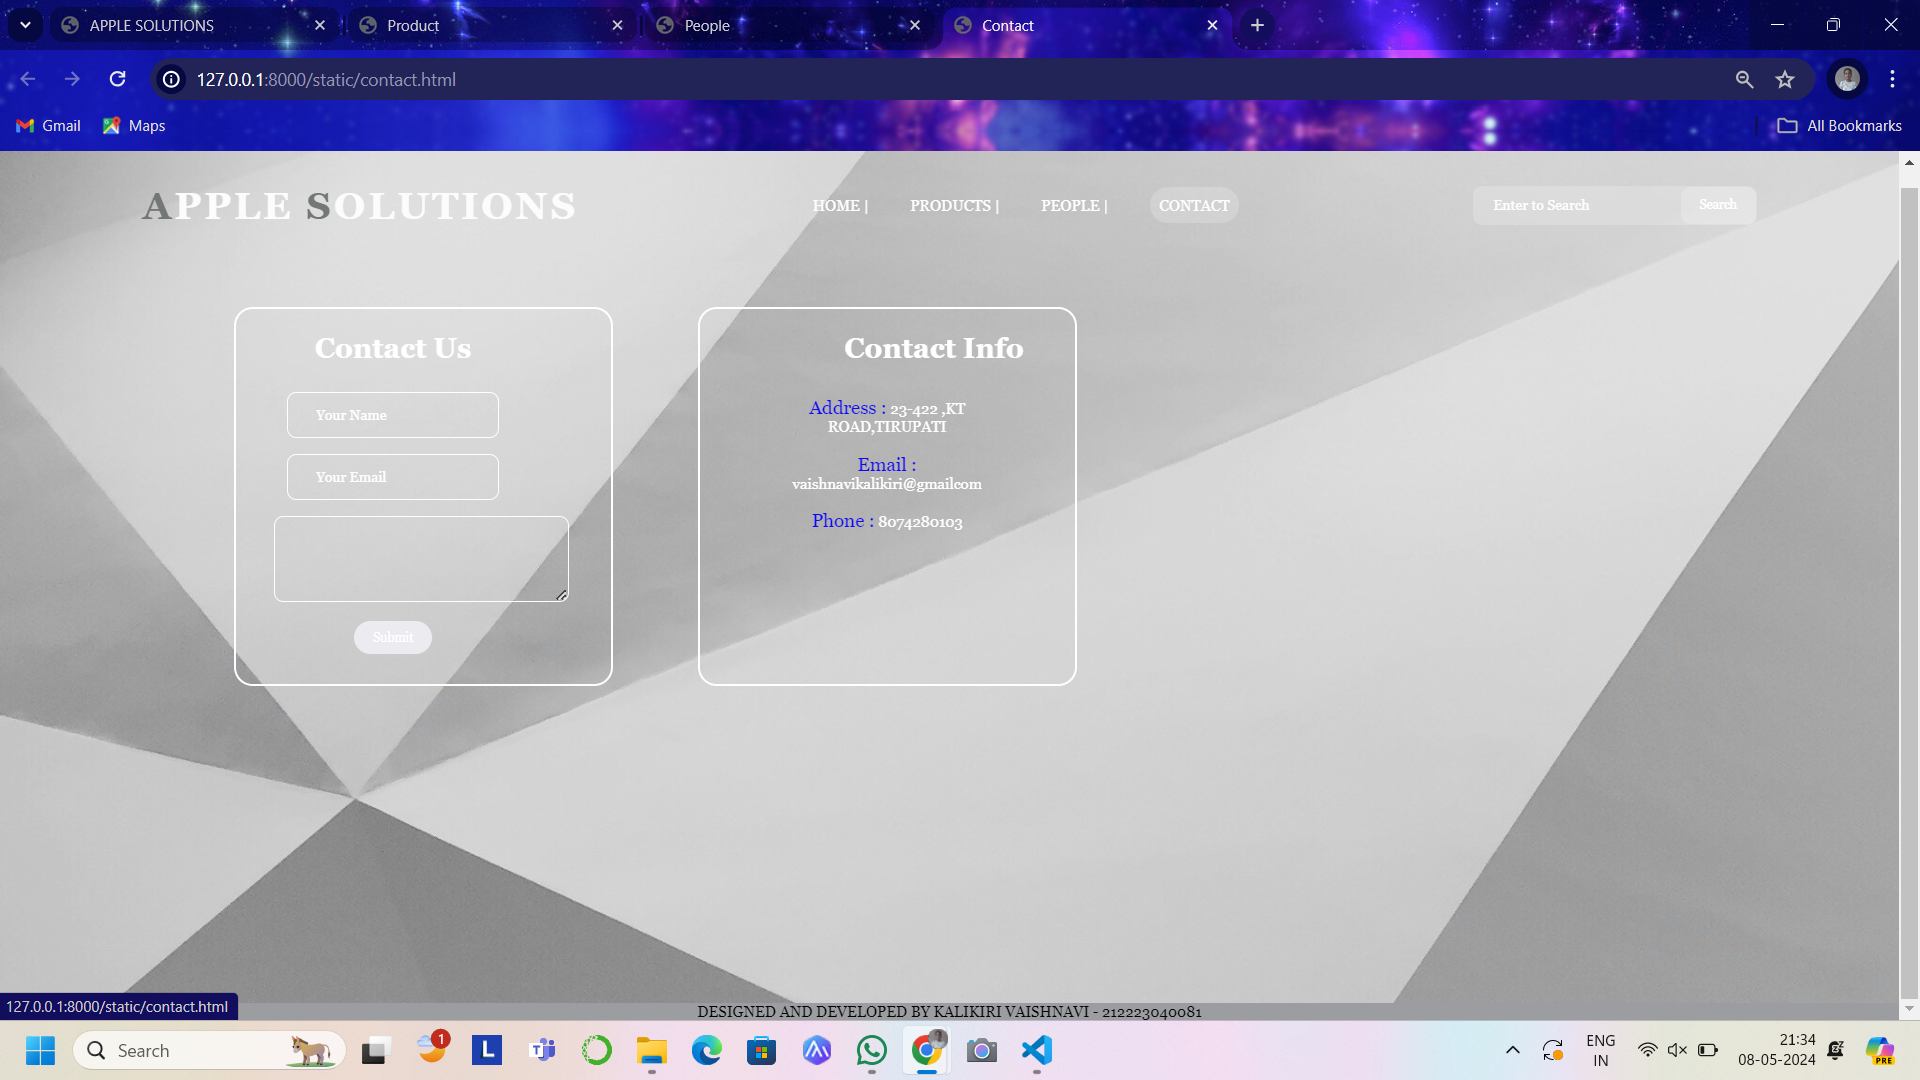 APPLE SOLUTIONS
Product
People
Contact
127.0.0.1:8000/static/contact.html
Gmail
Maps
All Bookmarks
APPLE SOLUTIONS
HOME |
PRODUCTS |
PEOPLE |
CONTACT
Enter to Search
Search
Contact Us
Your Name
Your Email
Submit
Contact Info
Address : 23-422 ,KT
ROAD,TIRUPATI
Email :
vaishnavikalikiri@gmailcom
Phone : 8074280103
127.0.0.1:8000/static/contact.html
DESIGNED AND DEVELOPED BY KALIKIRI VAISHNAVI - 212223040081
Search
1
L
ENG
IN
21:34
08-05-2024
PRE